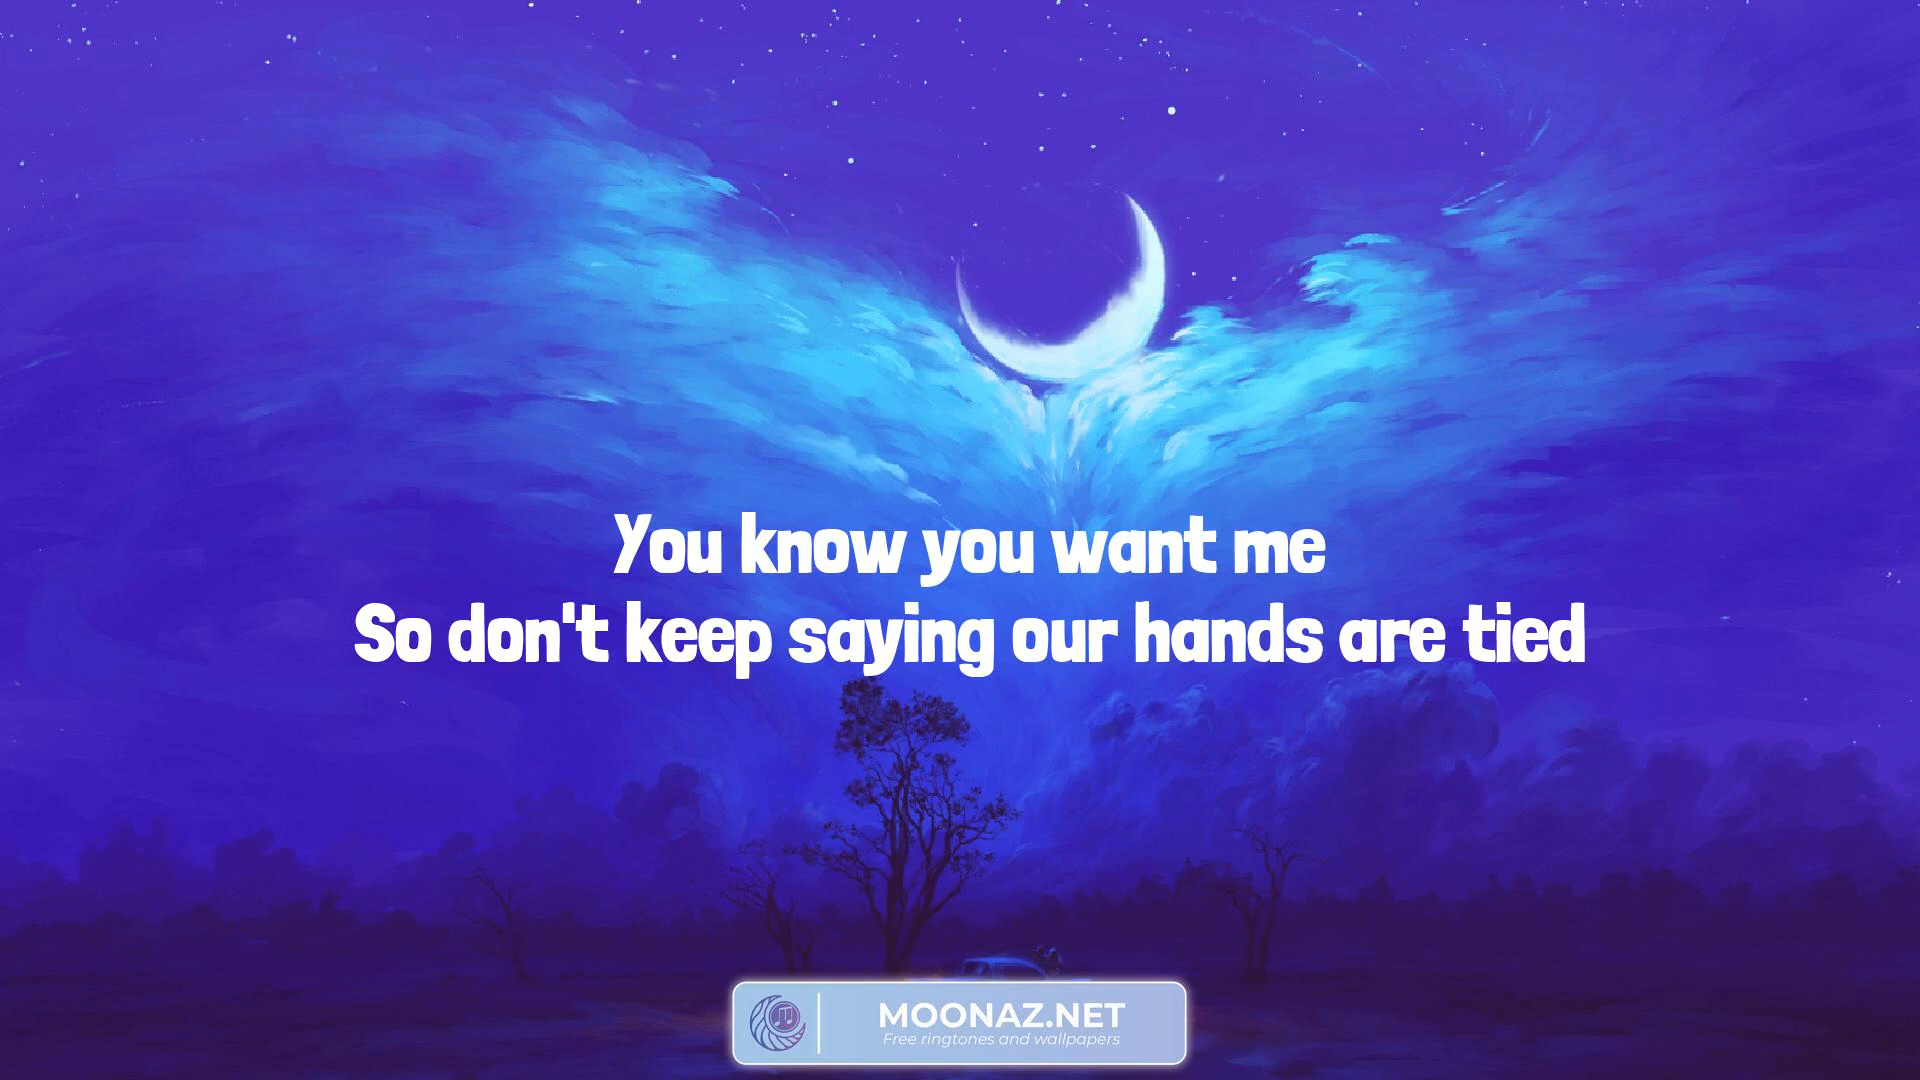 You know you want me
So don't keep saying our hands are tied
MOONAZ.NET
Free ringtones and wallpapers